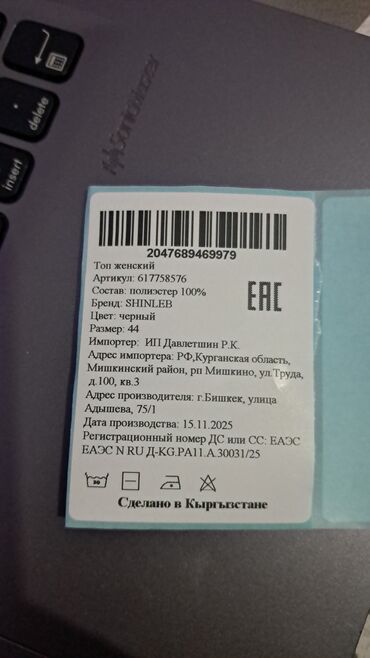 delete
insert
SonicMaster
2047689469979
Топ женский
Артикул: 617758576
Состав: полиэстер 100%
Бренд: SHINLEB
Цвет: черный
Размер: 44
Импортер: ИП Давлетшин Р.К.
Адрес импортера: РФ,Курганская область,
Мишкинский район, рп Мишкино, ул.Труда,
д.100, кв.3
Адрес производителя: г.Бишкек, улица
Адышева, 75/1
Дата производства: 15.11.2025
Регистрационный номер ДС или СС: ЕАЭС
ЕАЭС N RU Д-KG.РА11.А.30031/25
EAC
30
Сделано в Кыргызстане